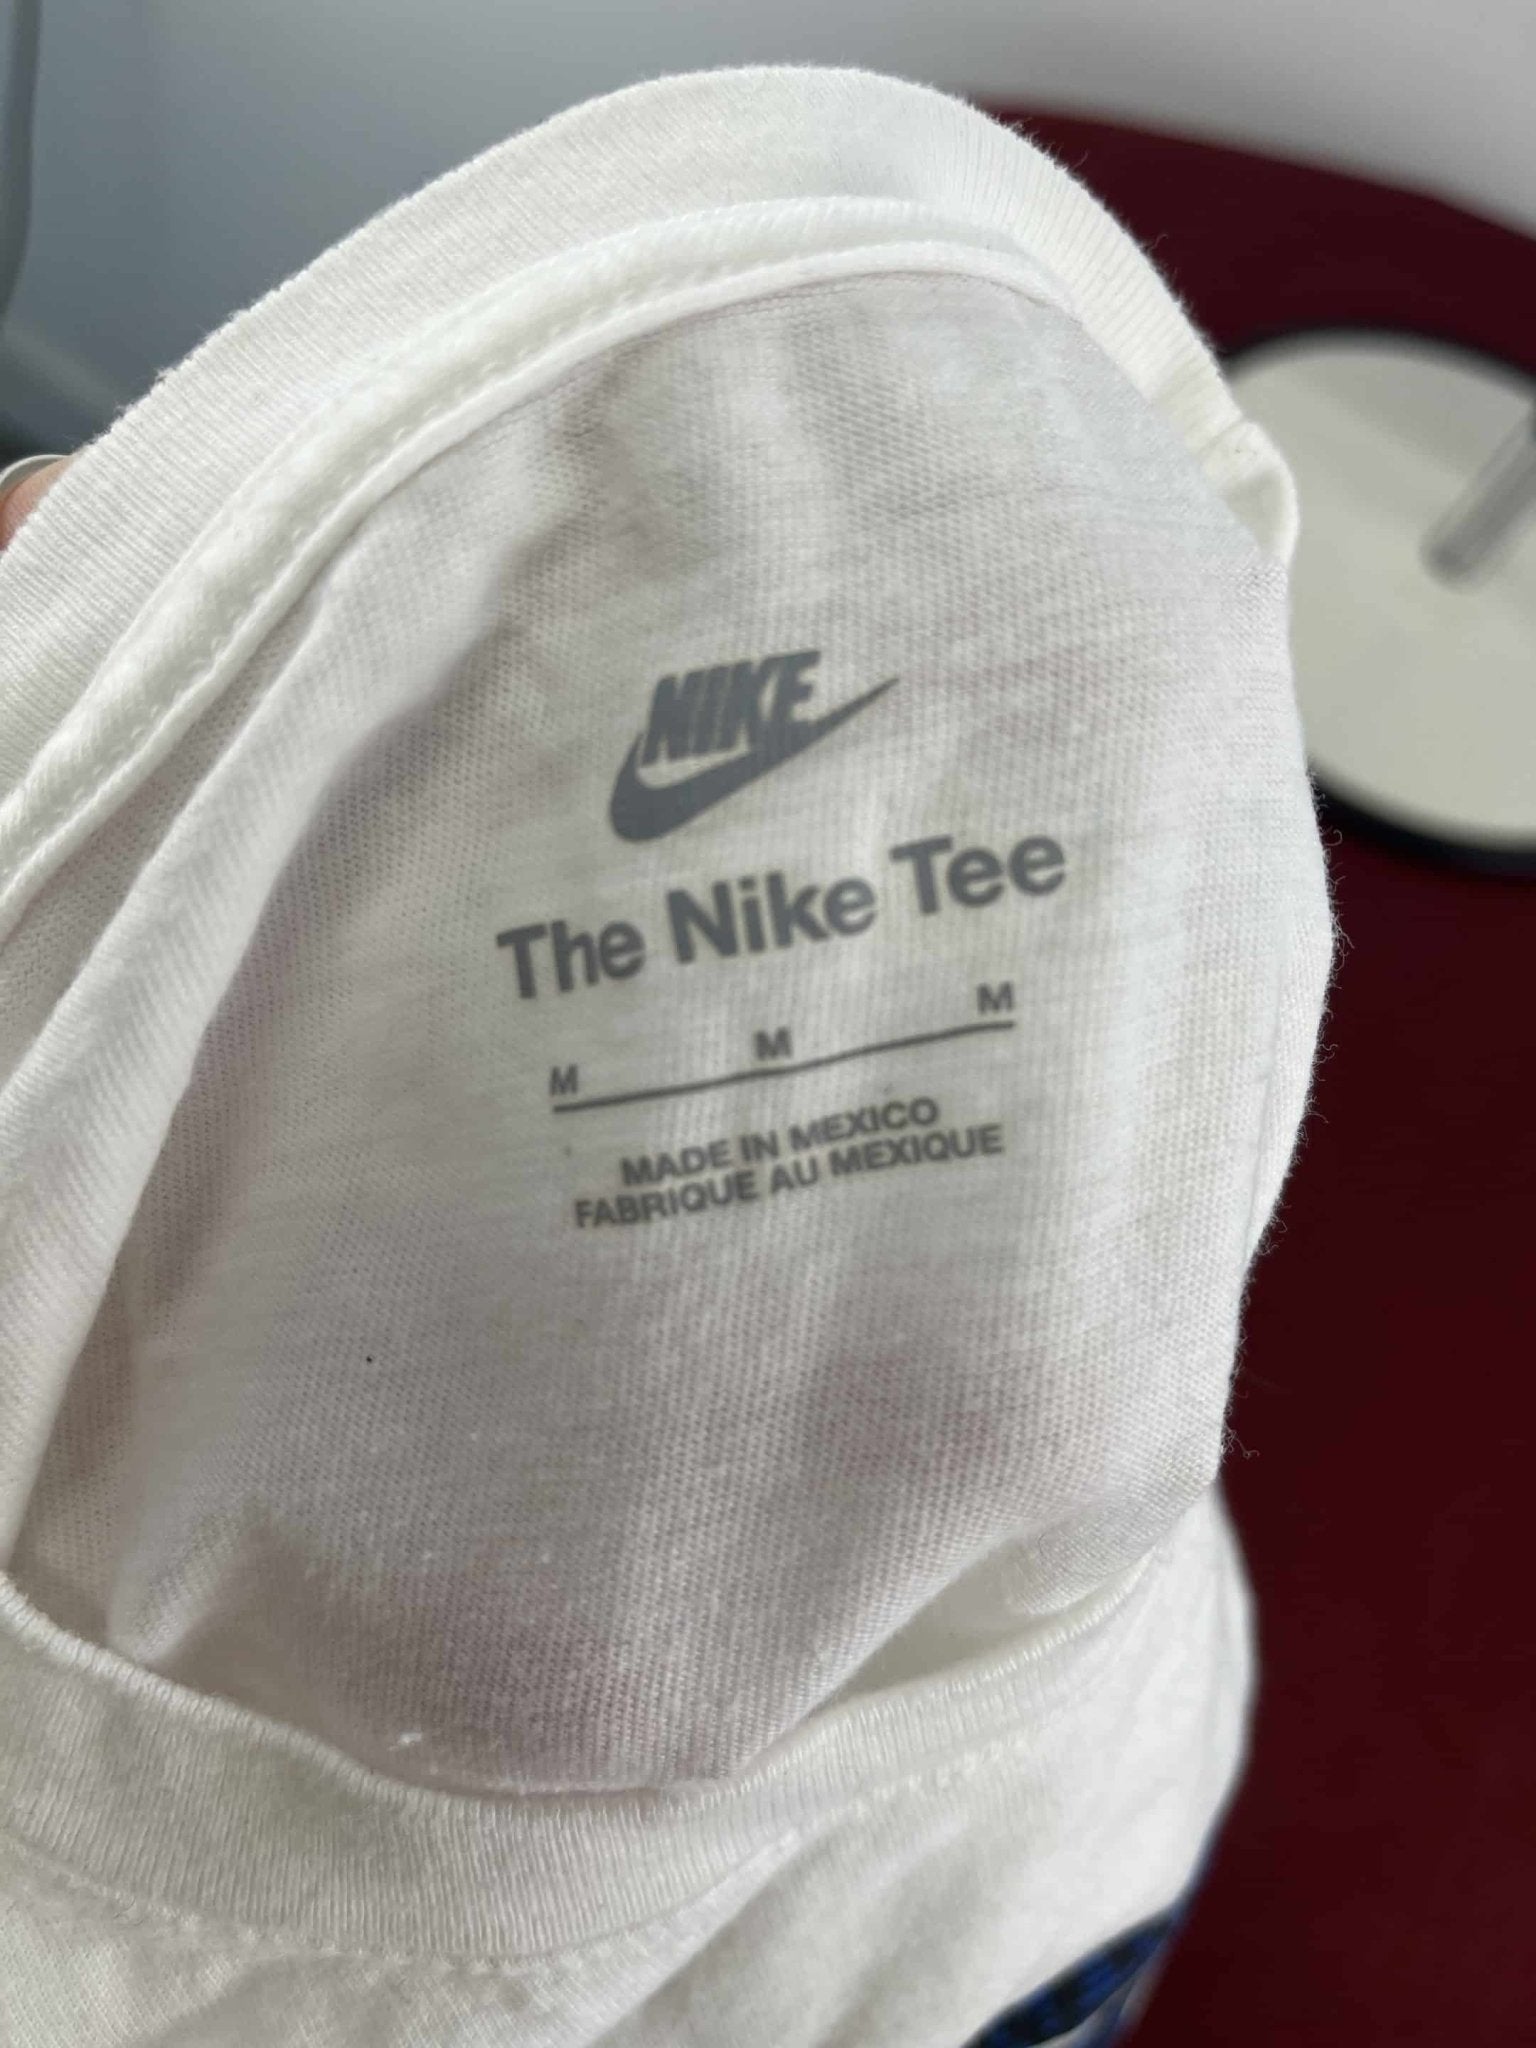 NIKE
The Nike Tee
M M M
MADE IN MEXICO
FABRIQUE AU MEXIQUE